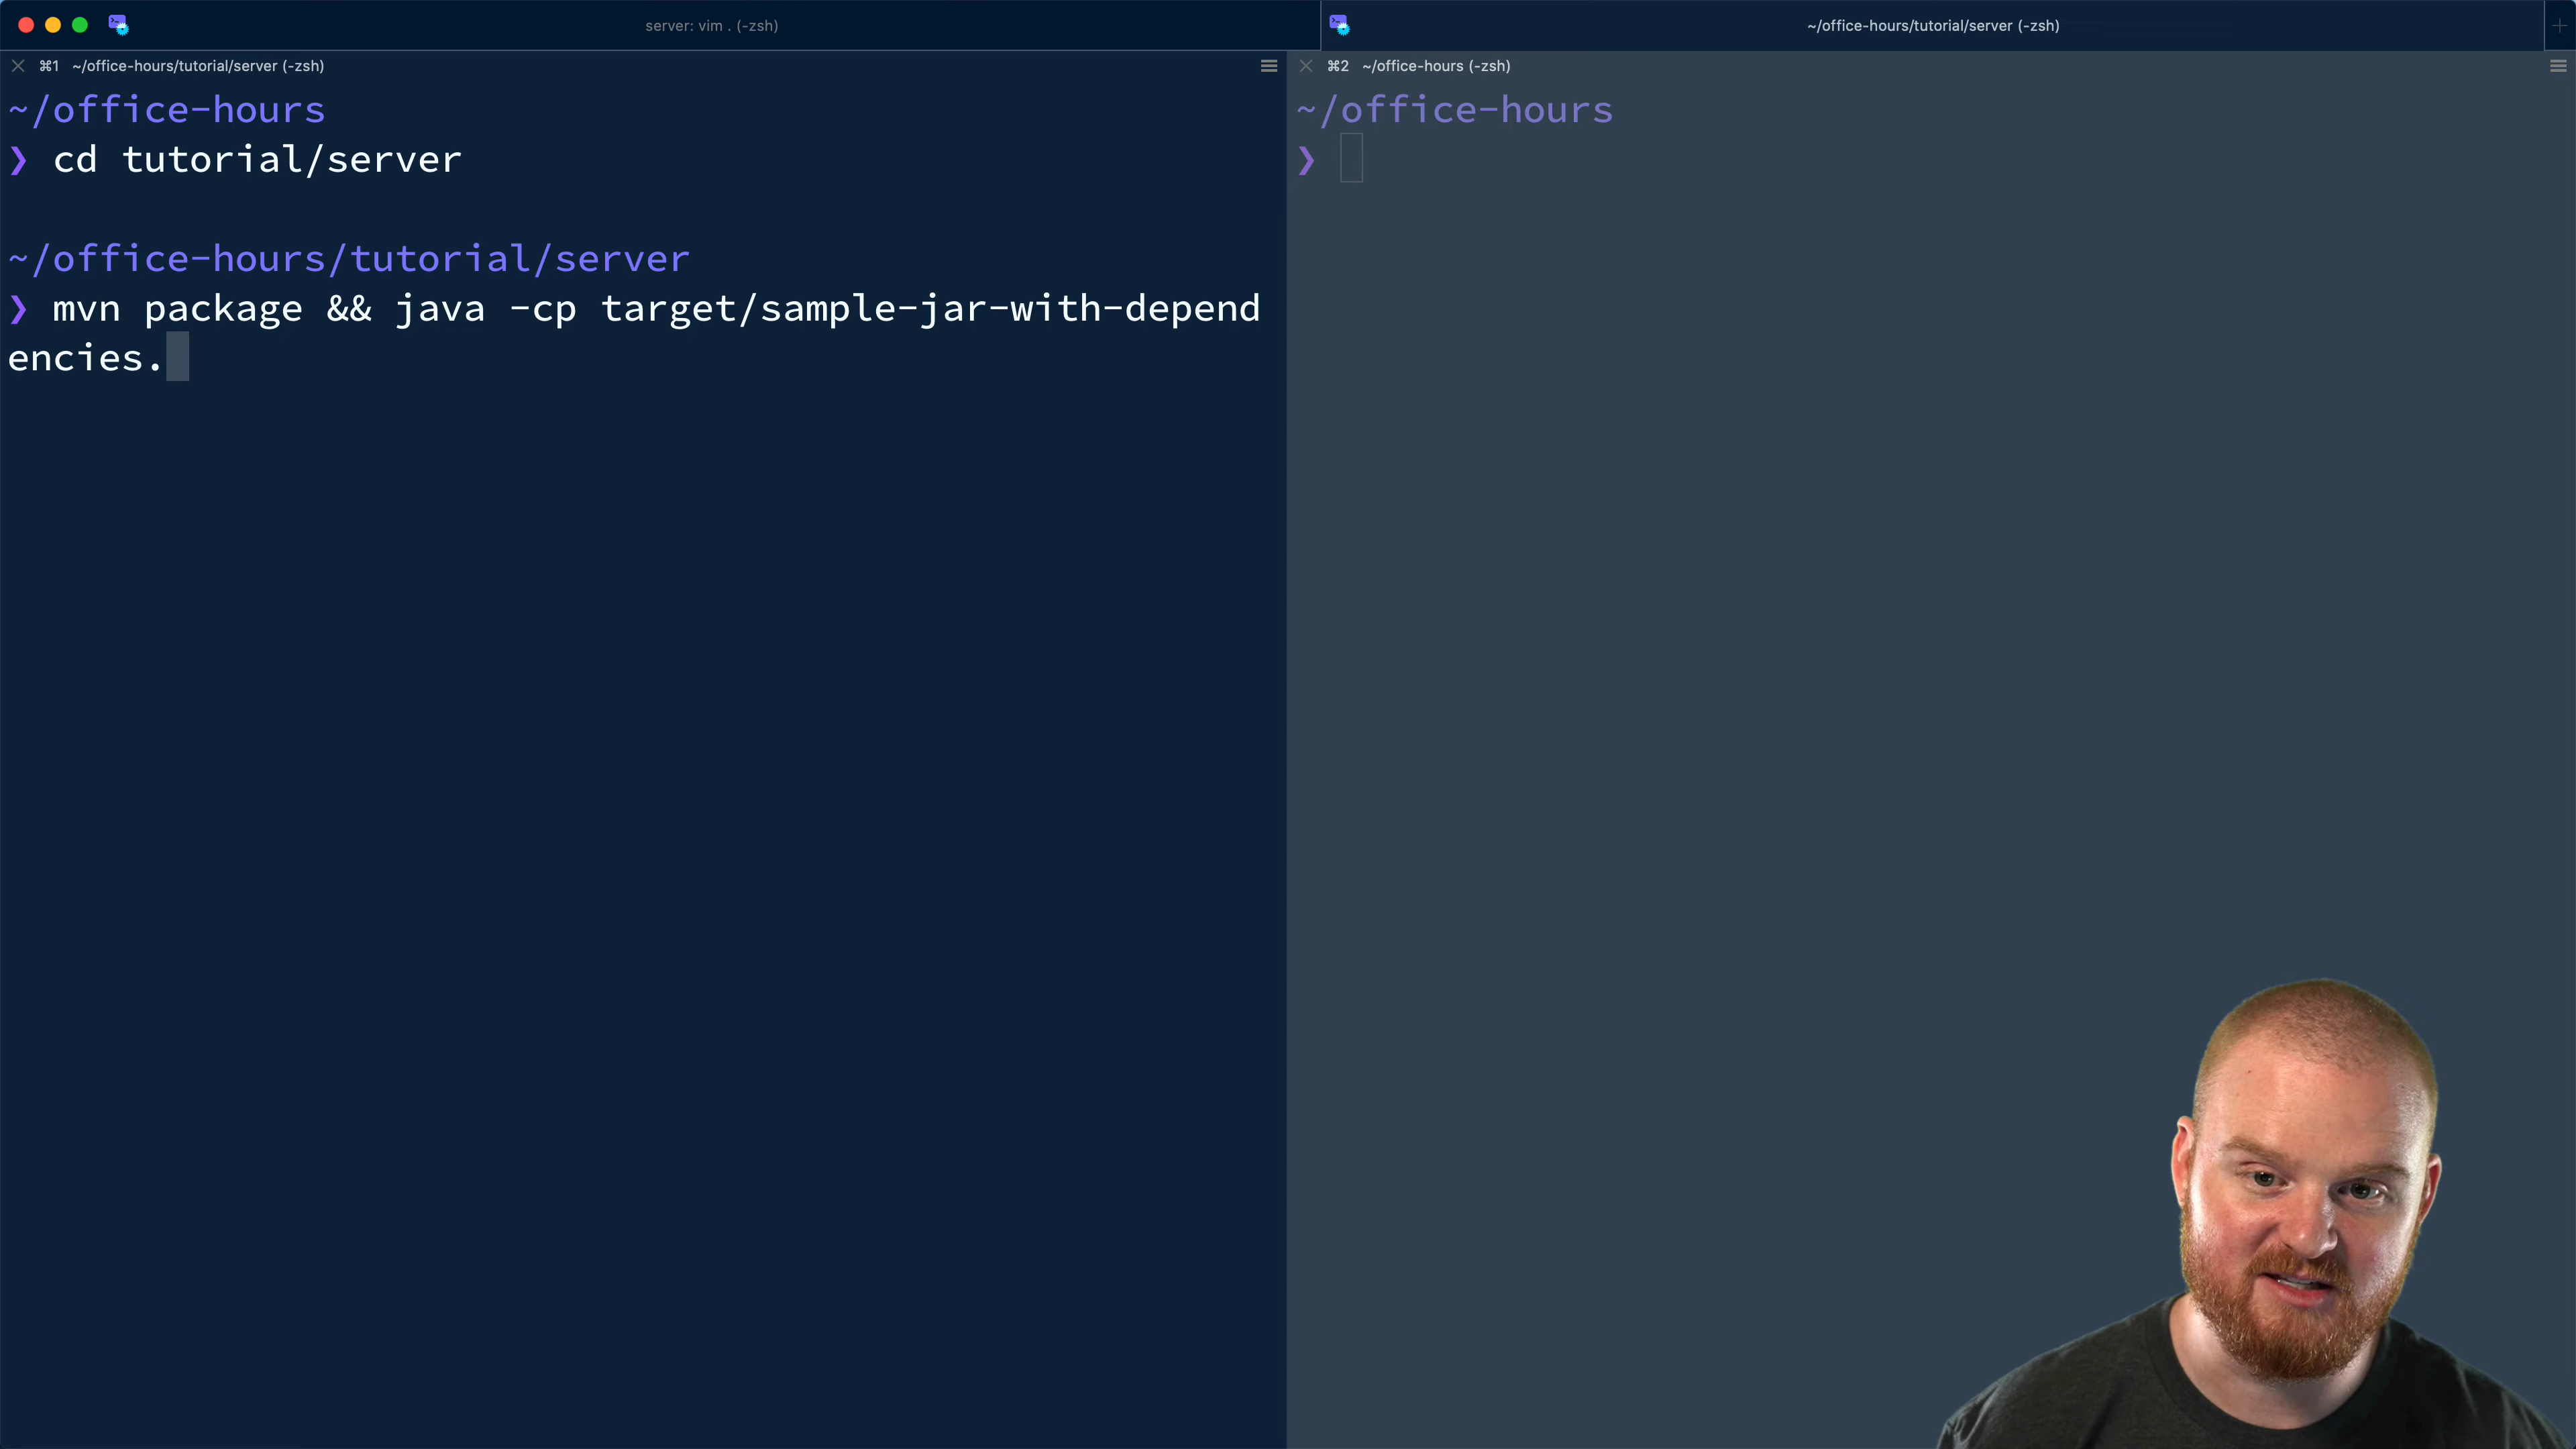 server: vim . (-zsh)
~/office-hours/tutorial/server (-zsh)
⌘1 ~/office-hours/tutorial/server (-zsh)
~/office-hours
❯ cd tutorial/server
~/office-hours/tutorial/server
❯ mvn package && java -cp target/sample-jar-with-depend
encies.
⌘2 ~/office-hours (-zsh)
~/office-hours
❯